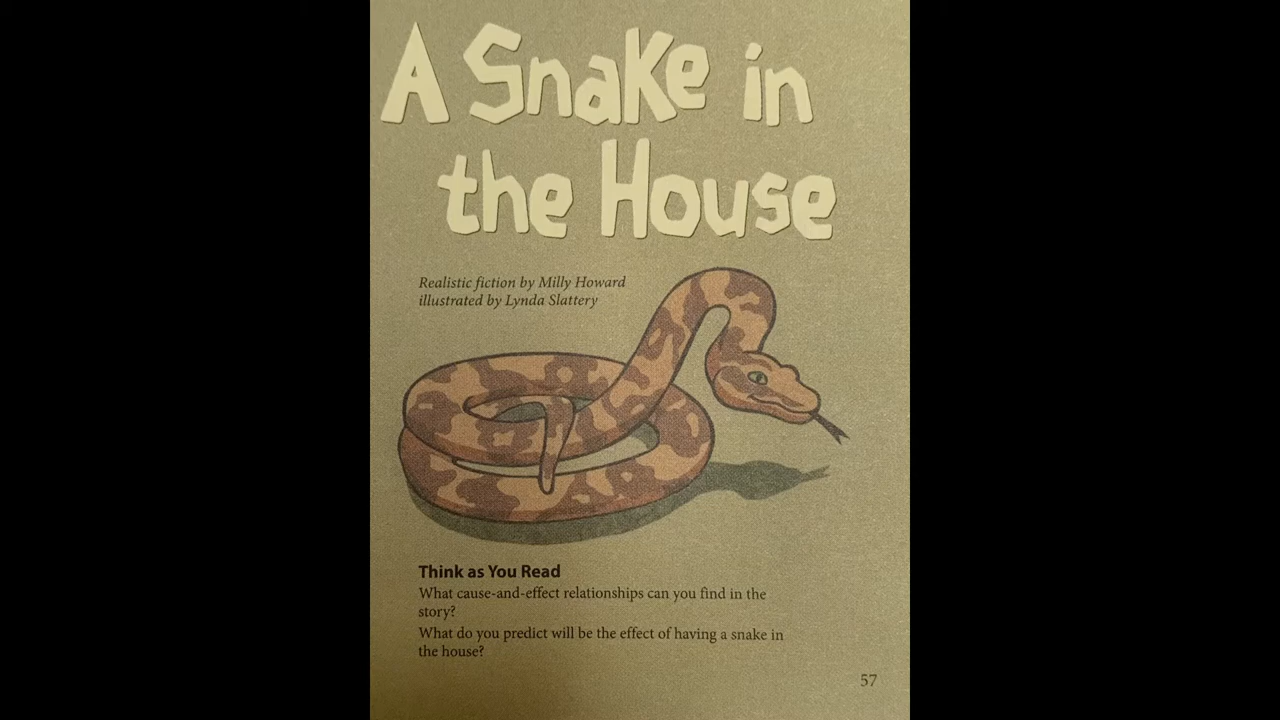 A Snake in
the House
Realistic fiction by Milly Howard
illustrated by Lynda Slattery
Think as You Read
What cause-and-effect relationships can you find in the
story?
What do you predict will be the effect of having a snake in
the house?
57